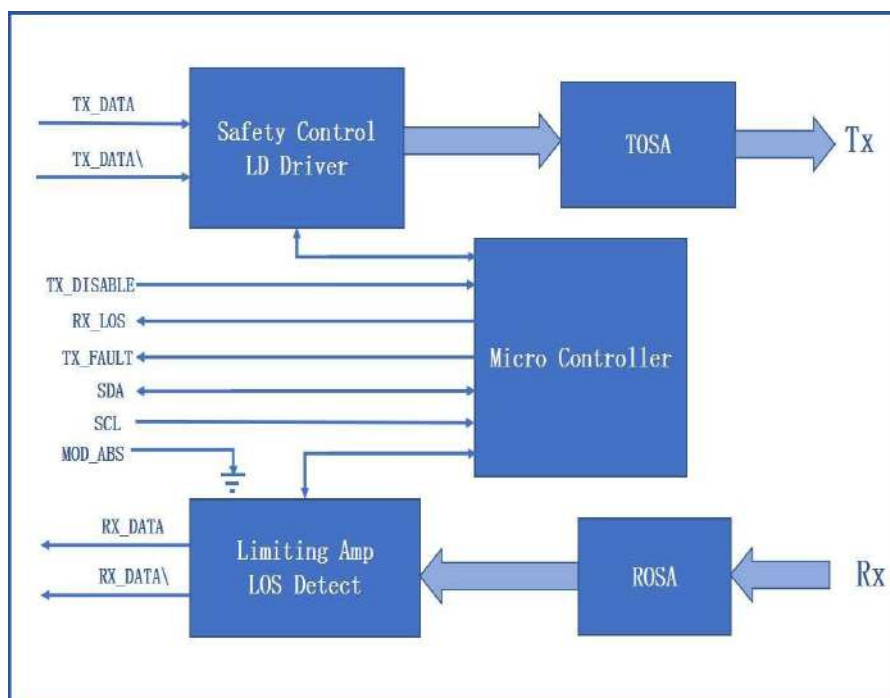 TX_DATA
TX_DATA\
Safety Control
LD Driver
TOSA
Tx
TX_DISABLE
RX_LOS
TX_FAULT
SDA
SCL
MOD_ABS
Micro Controller
RX_DATA
RX_DATA\
Limiting Amp
LOS Detect
ROSA
Rx